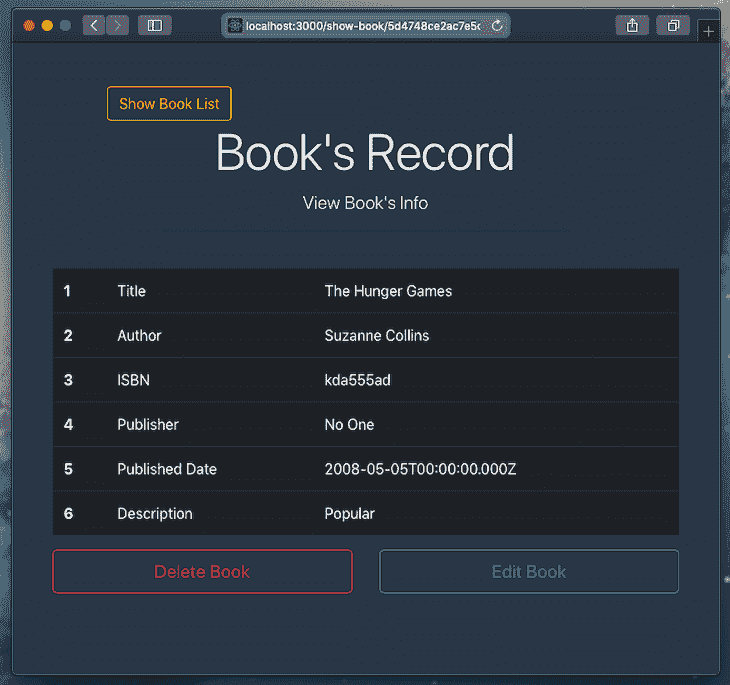 localhost:3000/show-book/5d4748ce2ac7e5c
Show Book List
Book's Record
View Book's Info
1 Title The Hunger Games
2 Author Suzanne Collins
3 ISBN kda555ad
4 Publisher No One
5 Published Date 2008-05-05T00:00:00.000Z
6 Description Popular
Delete Book Edit Book